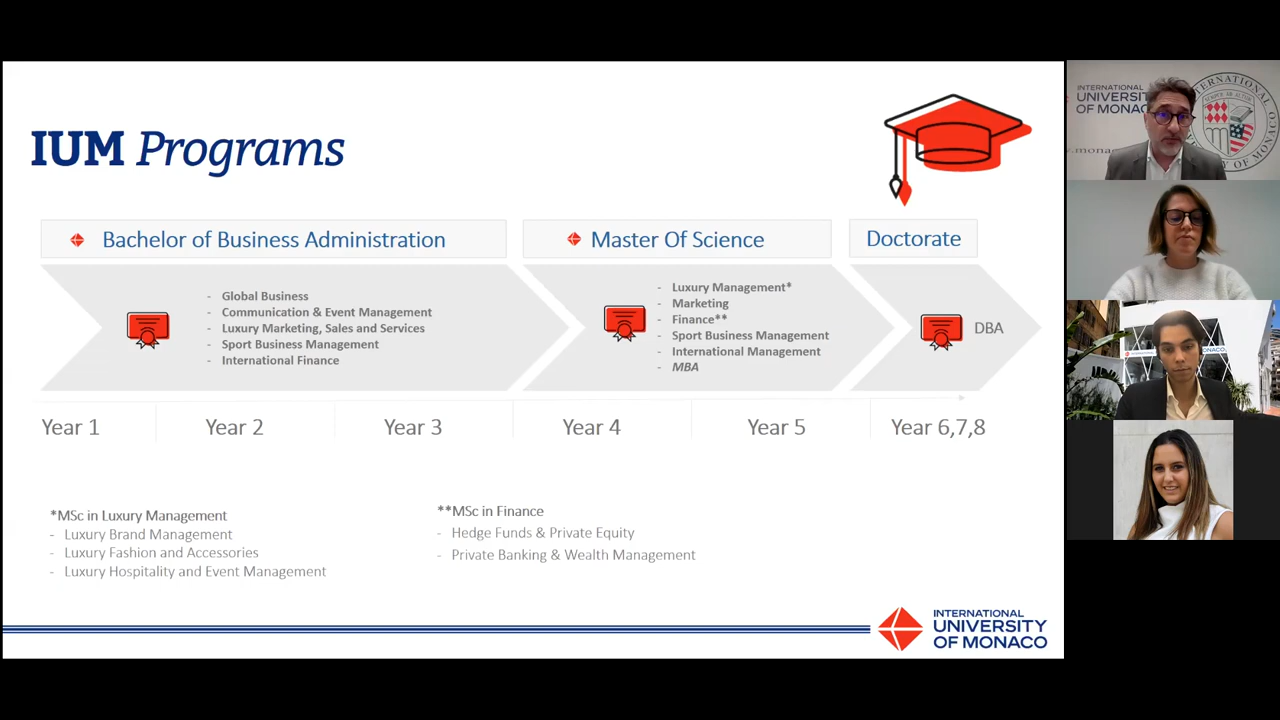 IUM Programs
Bachelor of Business Administration
Master Of Science
Doctorate
- Global Business
- Communication & Event Management
- Luxury Marketing, Sales and Services
- Sport Business Management
- International Finance
- Luxury Management*
- Marketing
- Finance**
- Sport Business Management
- International Management
- MBA
DBA
Year 1
Year 2
Year 3
Year 4
Year 5
Year 6,7,8
*MSc in Luxury Management
- Luxury Brand Management
- Luxury Fashion and Accessories
- Luxury Hospitality and Event Management
**MSc in Finance
- Hedge Funds & Private Equity
- Private Banking & Wealth Management
INTERNATIONAL
UNIVERSITY
OF MONACO
INTERNATIONAL
UNIVERSITY
OF MONACO